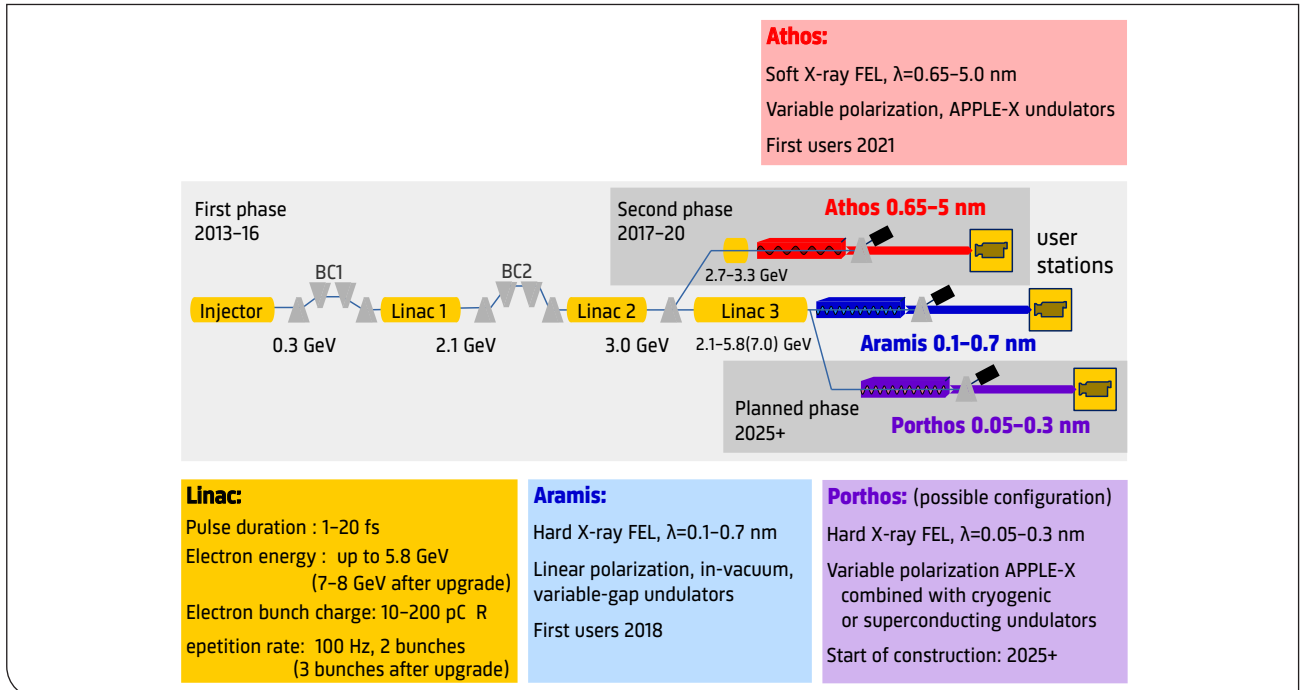 Athos:
Soft X-ray FEL, λ=0.65–5.0 nm
Variable polarization, APPLE-X undulators
First users 2021
First phase
2013–16
Second phase
2017–20
Athos 0.65–5 nm
user
stations
2.7–3.3 GeV
BC1
BC2
Injector
Linac 1
Linac 2
Linac 3
0.3 GeV
2.1 GeV
3.0 GeV
2.1–5.8(7.0) GeV
Aramis 0.1–0.7 nm
Planned phase
2025+
Porthos 0.05–0.3 nm
Linac:
Pulse duration : 1–20 fs
Electron energy : up to 5.8 GeV
(7–8 GeV after upgrade)
Electron bunch charge: 10–200 pC R
epetition rate: 100 Hz, 2 bunches
(3 bunches after upgrade)
Aramis:
Hard X-ray FEL, λ=0.1–0.7 nm
Linear polarization, in-vacuum,
variable-gap undulators
First users 2018
Porthos: (possible configuration)
Hard X-ray FEL, λ=0.05–0.3 nm
Variable polarization APPLE-X
combined with cryogenic
or superconducting undulators
Start of construction: 2025+